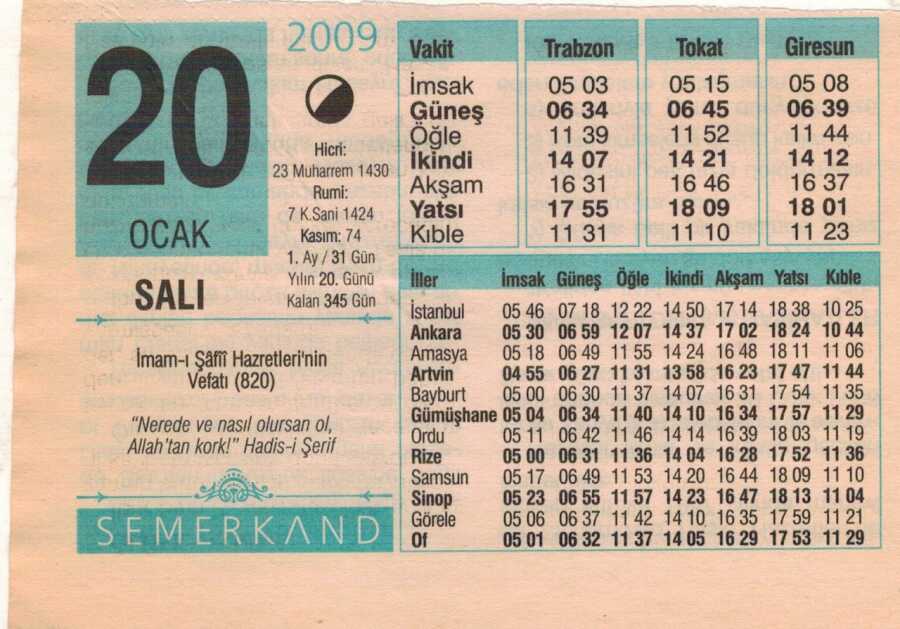 20
OCAK
SALI
2009
Hicrî:
23 Muharrem 1430
Rumi:
7 K.Sani 1424
Kasım: 74
1. Ay / 31 Gün
Yılın 20. Günü
Kalan 345 Gün
İmam-ı Şâfiî Hazretleri'nin
Vefatı (820)
"Nerede ve nasıl olursan ol,
Allah'tan kork!" Hadis-i Şerif
SEMERKAND
Vakit Trabzon Tokat Giresun
İmsak 05 03 05 15 05 08
Güneş 06 34 06 45 06 39
Öğle 11 39 11 52 11 44
İkindi 14 07 14 21 14 12
Akşam 16 31 16 46 16 37
Yatsı 17 55 18 09 18 01
Kıble 11 31 11 10 11 23
İller İmsak Güneş Öğle İkindi Akşam Yatsı Kıble
İstanbul 05 46 07 18 12 22 14 50 17 14 18 38 10 25
Ankara 05 30 06 59 12 07 14 37 17 02 18 24 10 44
Amasya 05 18 06 49 11 55 14 24 16 48 18 11 11 06
Artvin 04 55 06 27 11 31 13 58 16 23 17 47 11 44
Bayburt 05 00 06 30 11 37 14 07 16 31 17 54 11 35
Gümüşhane 05 04 06 34 11 40 14 10 16 34 17 57 11 29
Ordu 05 11 06 42 11 46 14 14 16 39 18 03 11 19
Rize 05 00 06 31 11 36 14 04 16 28 17 52 11 36
Samsun 05 17 06 49 11 53 14 20 16 44 18 09 11 10
Sinop 05 23 06 55 11 57 14 23 16 47 18 13 11 04
Görele 05 06 06 37 11 42 14 10 16 35 17 59 11 21
Of 05 01 06 32 11 37 14 05 16 29 17 53 11 29